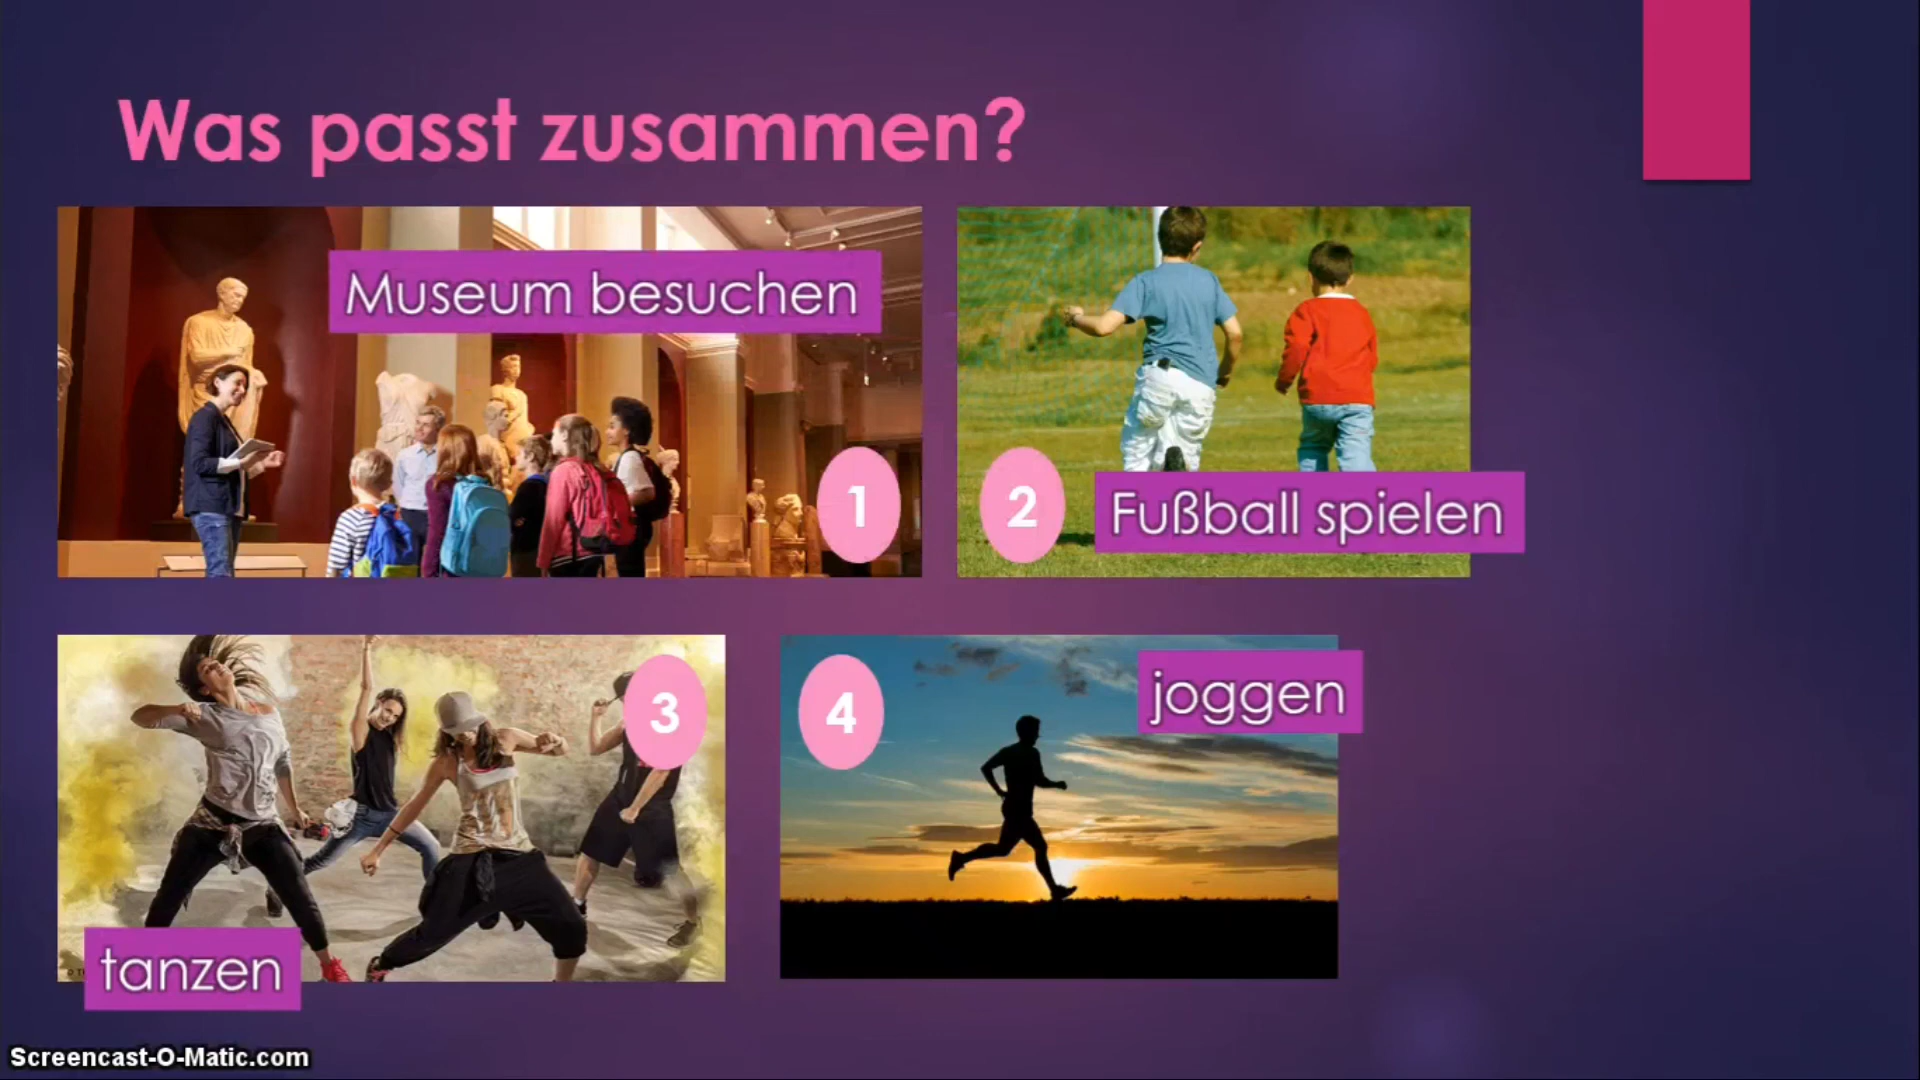 Was passt zusammen?
Museum besuchen
1
2
Fußball spielen
3
tanzen
4
joggen
Screencast-O-Matic.com